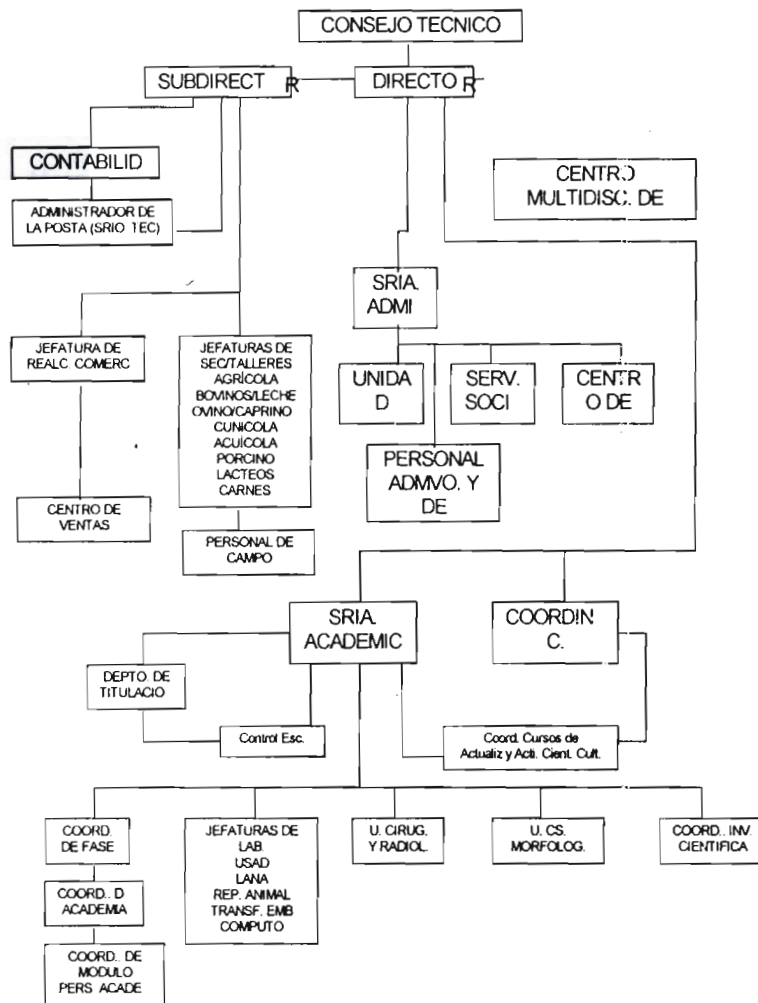 CONSEJO TECNICO
SUBDIRECT R
DIRECTO R
CONTABILID
CENTRO
MULTIDISC. DE
ADMINISTRADOR DE
LA POSTA (SRIO TEC)
SRIA.
ADMI
JEFATURA DE
REALC. COMERC
JEFATURAS DE
SEC/TALLERES
AGRÍCOLA
BOVINOS/LECHE
OVINO/CAPRINO
CUNICOLA
ACUÍCOLA
PORCINO
LACTEOS
CARNES
UNIDA
D
SERV.
SOCI
CENTR
O DE
PERSONAL
ADMVO. Y
DE
CENTRO DE
VENTAS
PERSONAL DE
CAMPO
SRIA.
ACADEMIC
COORDIN
C.
DEPTO. DE
TITULACIO
Control Esc.
Coord. Cursos de
Actualiz y Acti. Cient. Cult.
COORD.
DE FASE
JEFATURAS DE
LAB.
USAD
LANA
REP. ANIMAL
TRANSF. EMB
COMPUTO
U. CIRUG.
Y RADIOL.
U. CS.
MORFOLOG.
COORD.. INV.
CIENTIFICA
COORD.. D
ACADEMIA
COORD.. DE
MODULO
PERS ACADE